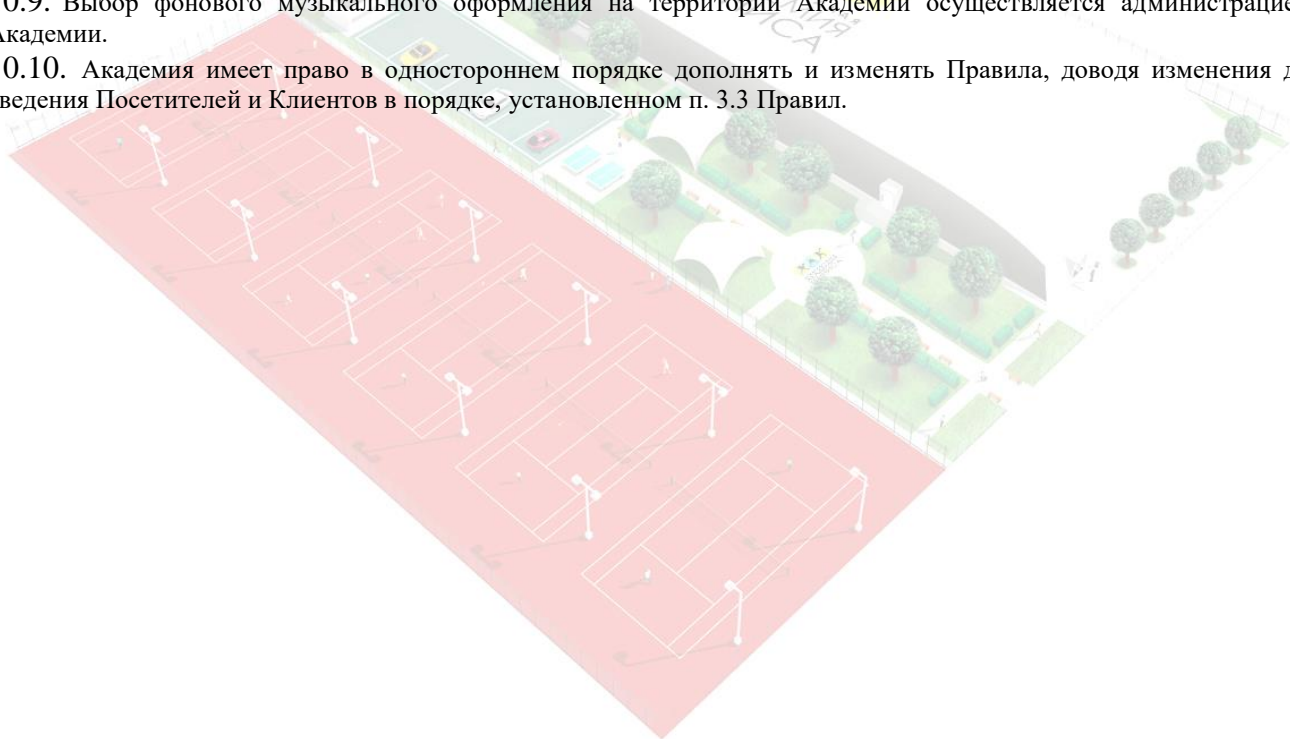 0.9. Выбор фонового музыкального оформления на территории Академии осуществляется администрацие
Академии.
0.10. Академия имеет право в одностороннем порядке дополнять и изменять Правила, доводя изменения д
ведения Посетителей и Клиентов в порядке, установленном п. 3.3 Правил.